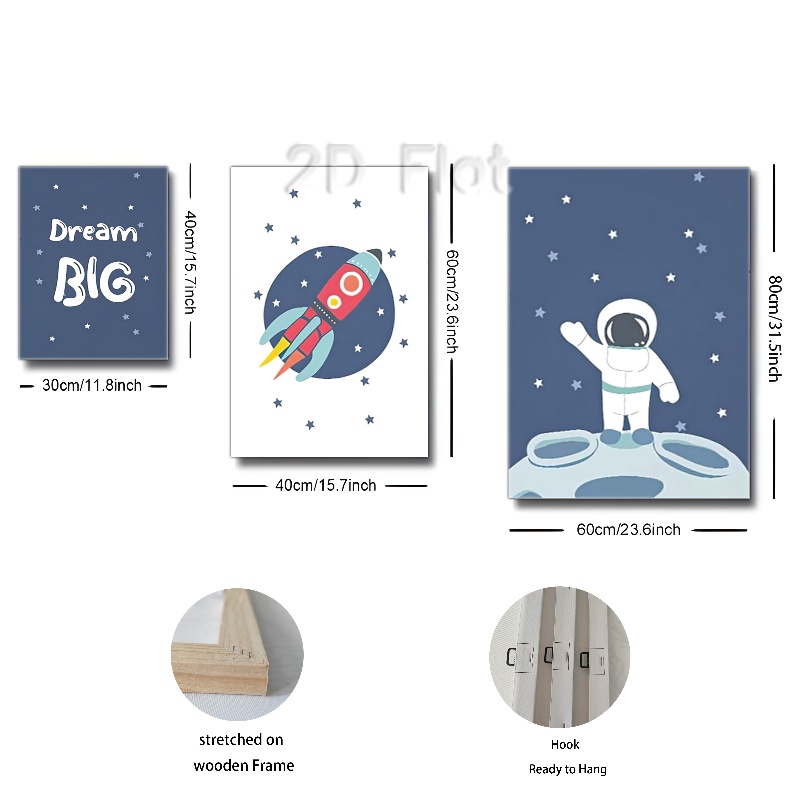 2D Flat
Dream
BIG
40cm/15.7inch
30cm/11.8inch
60cm/23.6inch
40cm/15.7inch
80cm/31.5inch
60cm/23.6inch
stretched on
wooden Frame
Hook
Ready to Hang